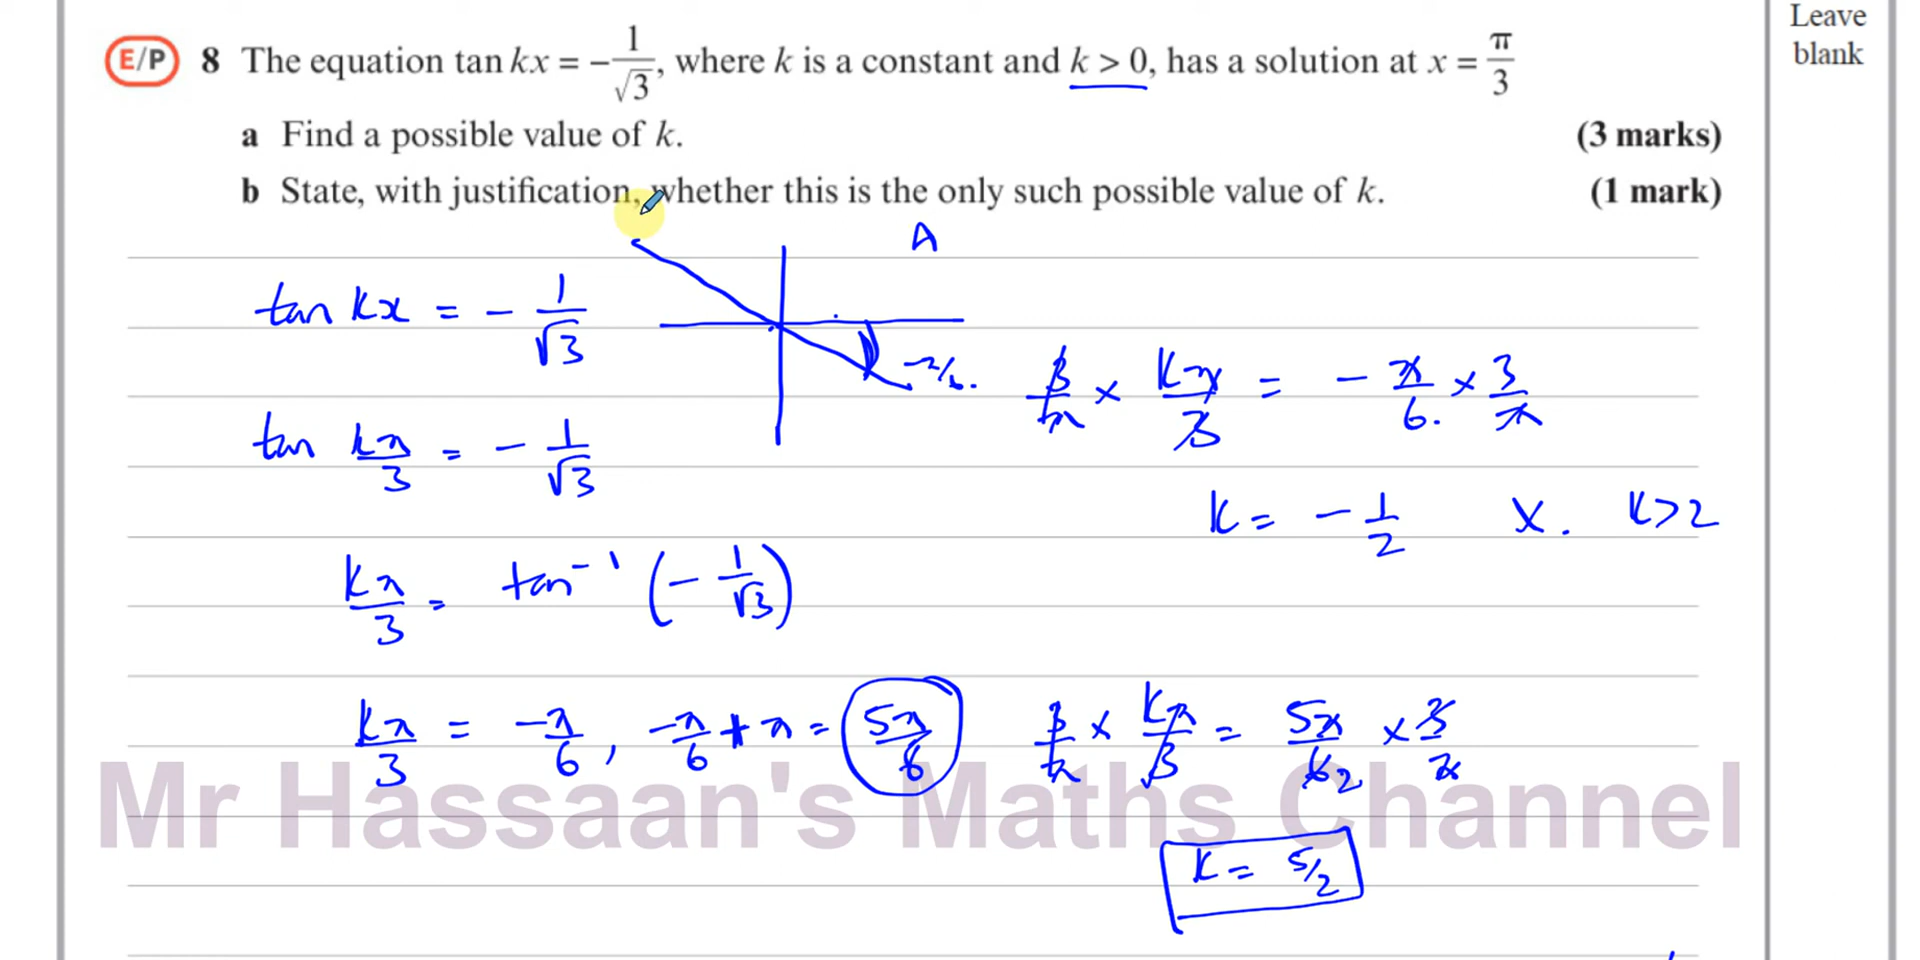 Leave
blank
E/P 8 The equation tan kx = -1/√3, where k is a constant and k > 0, has a solution at x = π/3
a Find a possible value of k. (3 marks)
b State, with justification, whether this is the only such possible value of k. (1 mark)
A
tan kx = - 1/√3
3/π × kπ/3 = - π/6. × 3/π
tan kπ/3 = - 1/√3
k = - 1/2 X. k>2
kπ/3 = tan⁻¹ (- 1/√3)
kπ/3 = -π/6, -π/6 + π = 5π/6
3/π × kπ/3 = 5π/62 × 3/π
Mr Hassaan's Maths Channel
k = 5/2